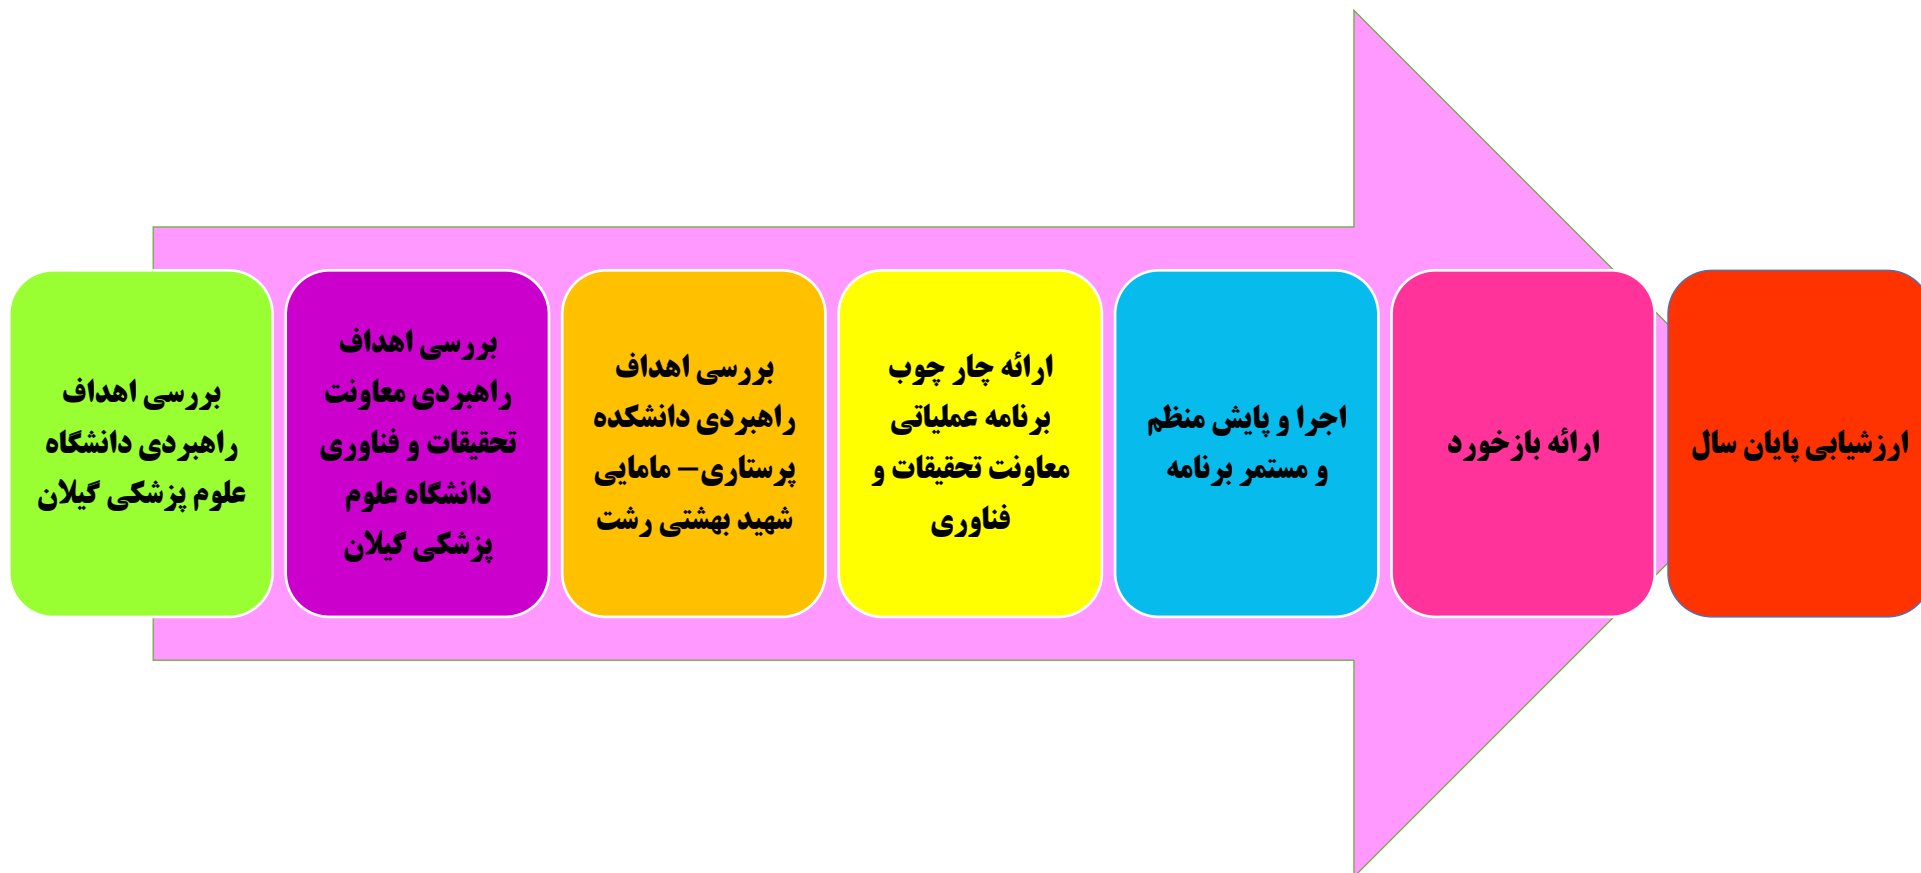 بررسی اهداف
راهبردی دانشگاه
علوم پزشکی گیلان
بررسی اهداف
راهبردی معاونت
تحقیقات و فناوری
دانشگاه علوم
پزشکی گیلان
بررسی اهداف
راهبردی دانشکده
پرستاری– مامایی
شهید بهشتی رشت
ارائه چار چوب
برنامه عملیاتی
معاونت تحقیقات و
فناوری
اجرا و پایش منظم
و مستمر برنامه
ارائه بازخورد
ارزشیابی پایان سال